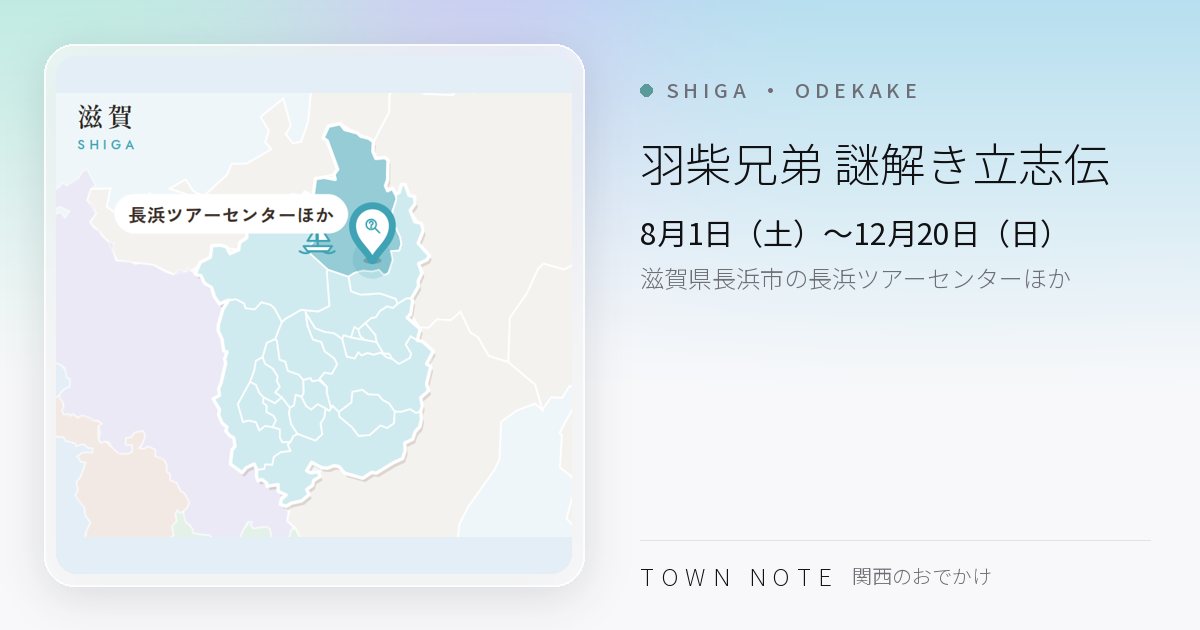 滋賀
SHIGA
長浜ツアーセンターほか
SHIGA • ODEKAKE
羽柴兄弟 謎解き立志伝
8月1日（土）〜12月20日（日）
滋賀県長浜市の長浜ツアーセンターほか
TOWN NOTE 関西のおでかけ